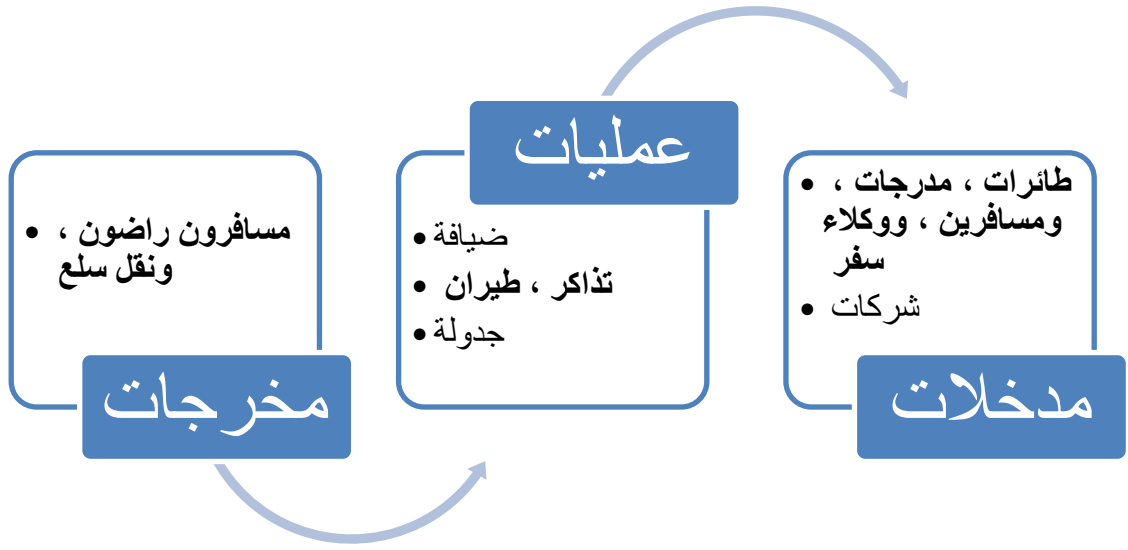 طائرات ، مدرجات ،
ومسافرين ، ووكلاء
سفر
شركات
مدخلات
عمليات
ضيافة
تذاكر ، طيران
جدولة
مسافرون راضون ،
ونقل سلع
مخرجات